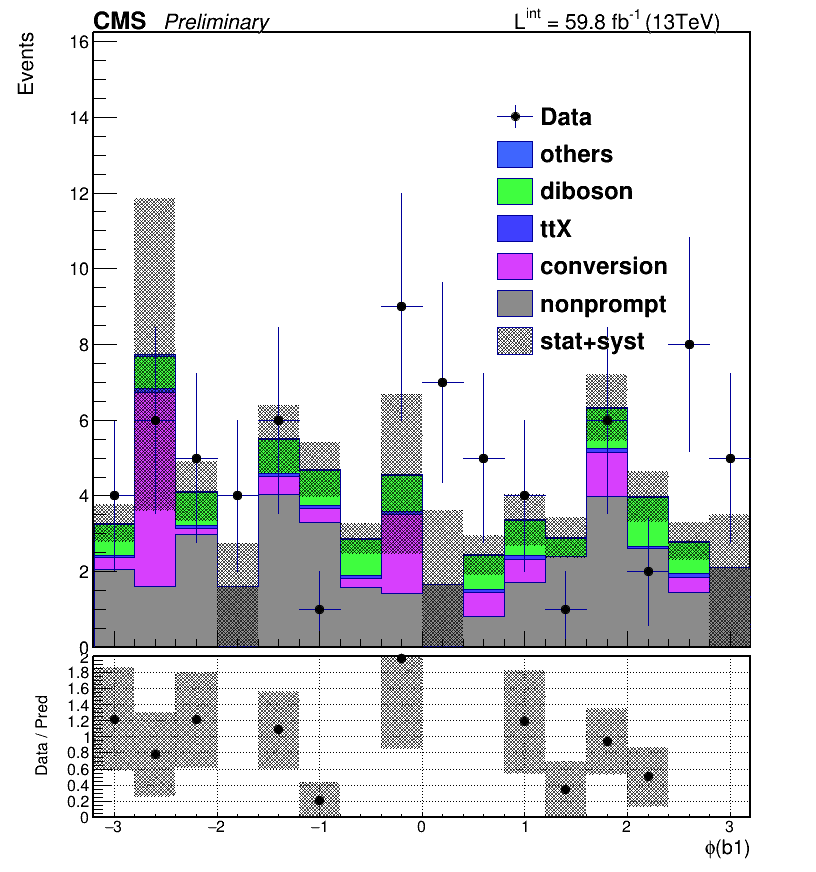 CMS Preliminary L^int = 59.8 fb^-1 (13TeV)
Events
16
14
12
10
8
6
4
2
0
Data
others
diboson
ttX
conversion
nonprompt
stat+syst
Data / Pred
2
1.8
1.6
1.4
1.2
1
0.8
0.6
0.4
0.2
0
−3 −2 −1 0 1 2 3
ϕ(b1)